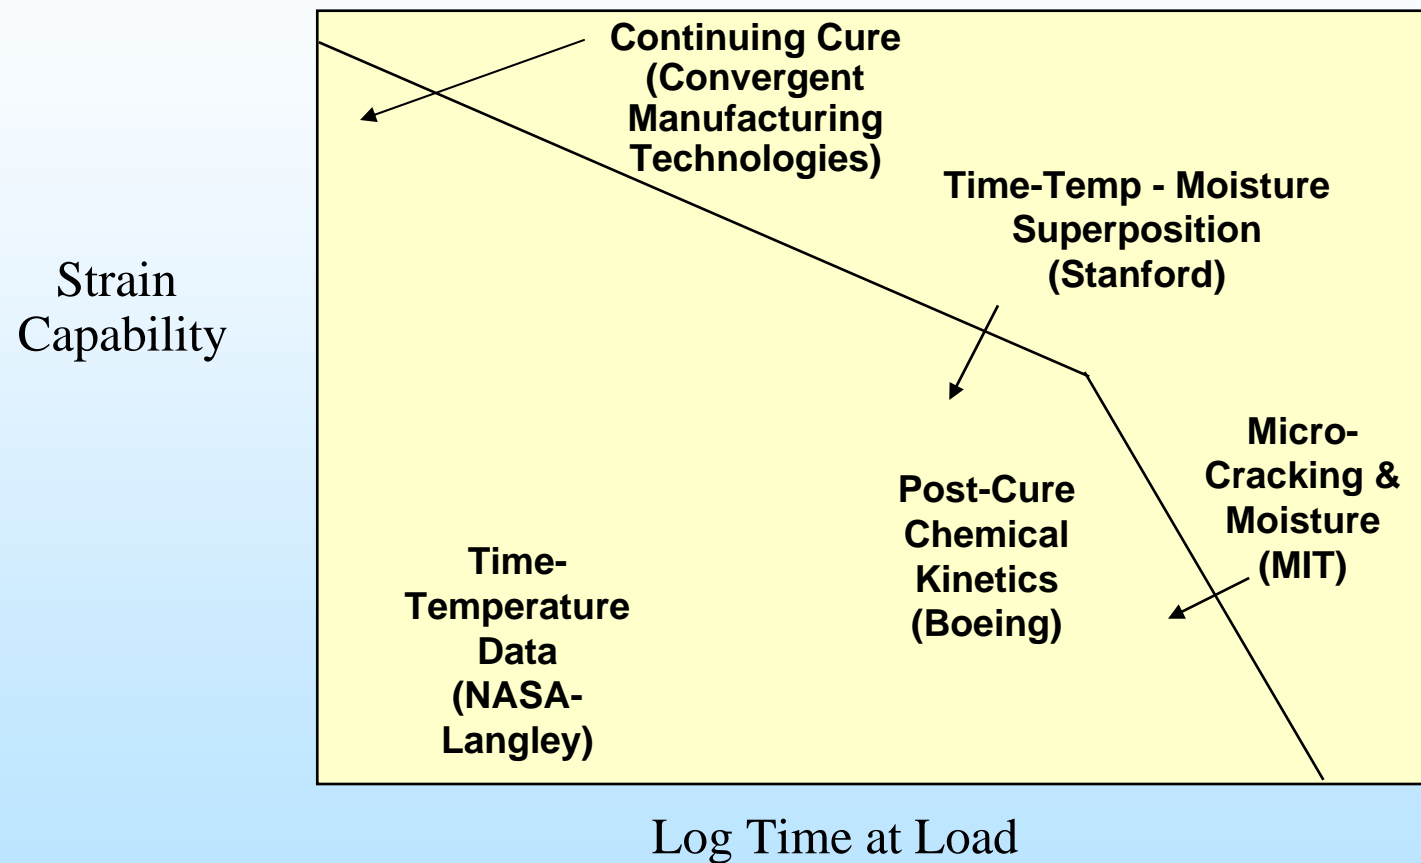 Continuing Cure
(Convergent
Manufacturing
Technologies)
Time-Temp - Moisture
Superposition
(Stanford)
Strain
Capability
Micro-
Cracking &
Moisture
(MIT)
Post-Cure
Chemical
Kinetics
(Boeing)
Time-
Temperature
Data
(NASA-
Langley)
Log Time at Load